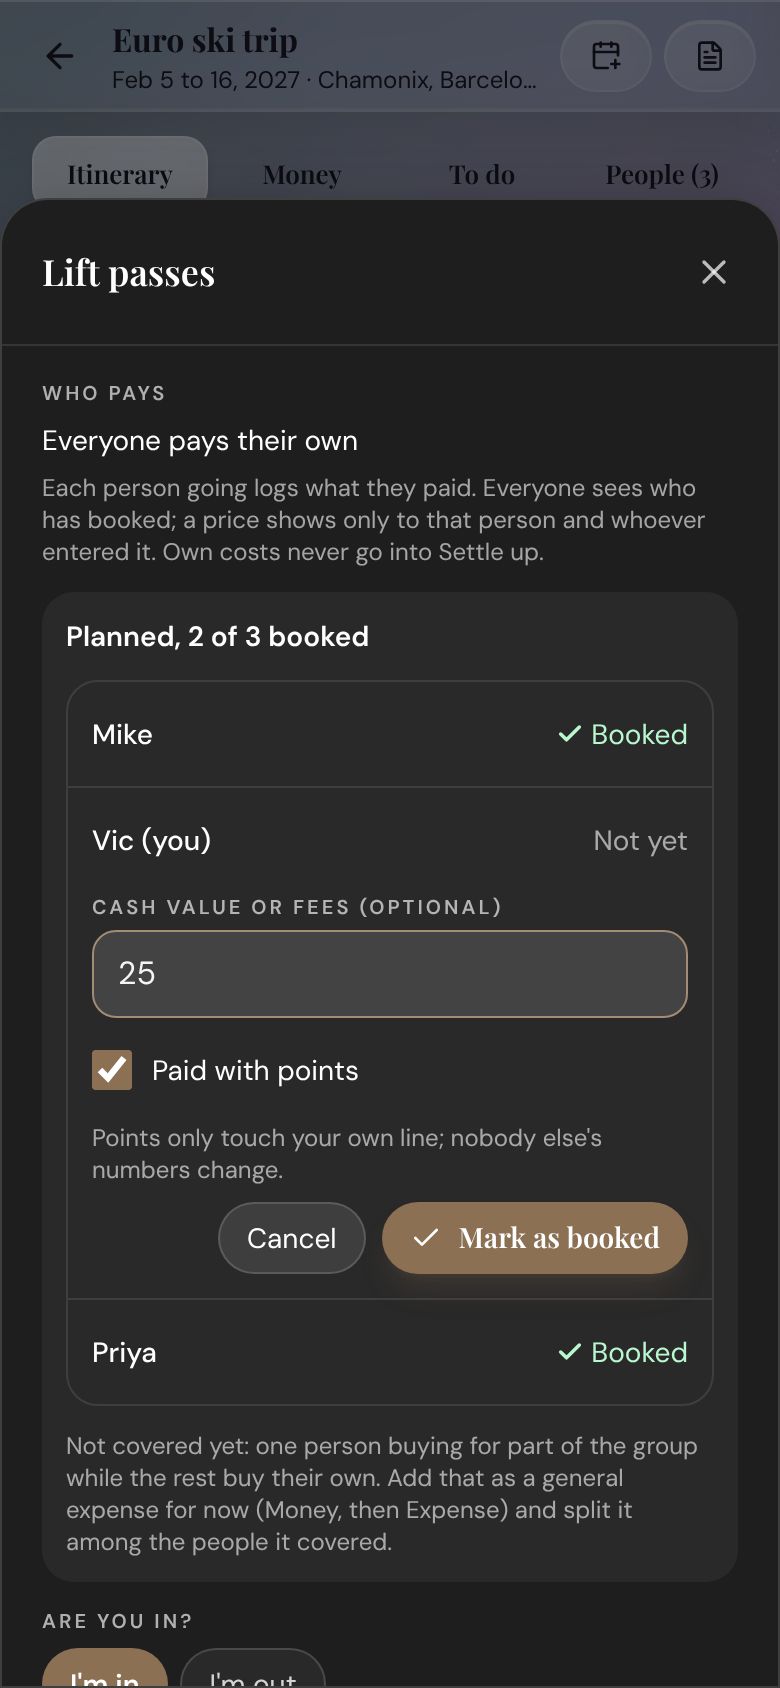 Euro ski trip
Feb 5 to 16, 2027 · Chamonix, Barcelo...
Itinerary
Money
To do
People (3)
Lift passes
WHO PAYS
Everyone pays their own
Each person going logs what they paid. Everyone sees who
has booked; a price shows only to that person and whoever
entered it. Own costs never go into Settle up.
Planned, 2 of 3 booked
Mike
Booked
Vic (you)
Not yet
CASH VALUE OR FEES (OPTIONAL)
25
Paid with points
Points only touch your own line; nobody else's
numbers change.
Cancel
Mark as booked
Priya
Booked
Not covered yet: one person buying for part of the group
while the rest buy their own. Add that as a general
expense for now (Money, then Expense) and split it
among the people it covered.
ARE YOU IN?
I'm in
I'm out